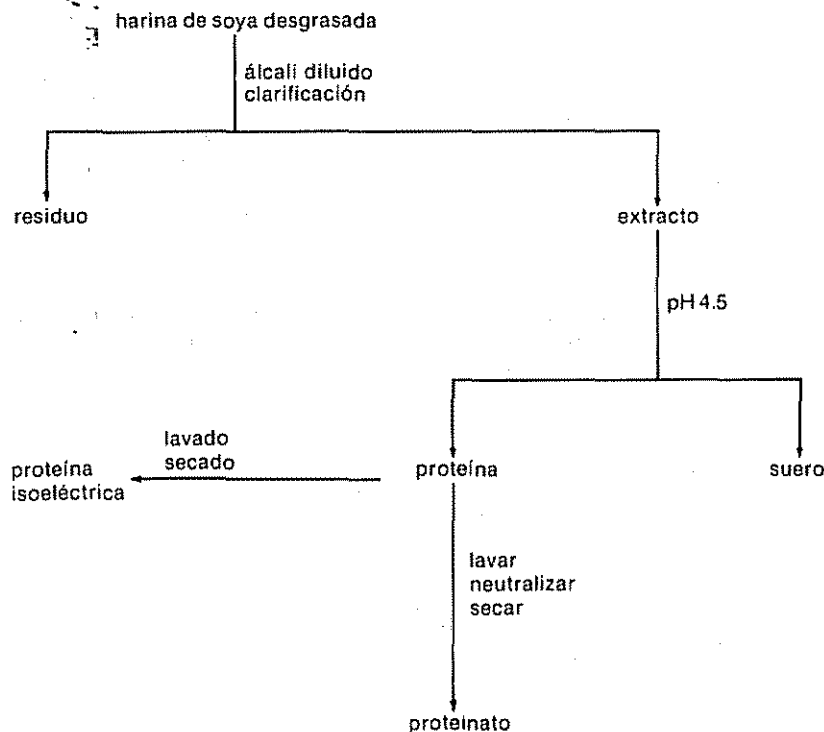 harina de soya desgrasada
álcali diluido
clarificación
residuo
extracto
pH 4.5
lavado
secado
proteína
isoeléctrica
proteína
suero
lavar
neutralizar
secar
proteinato